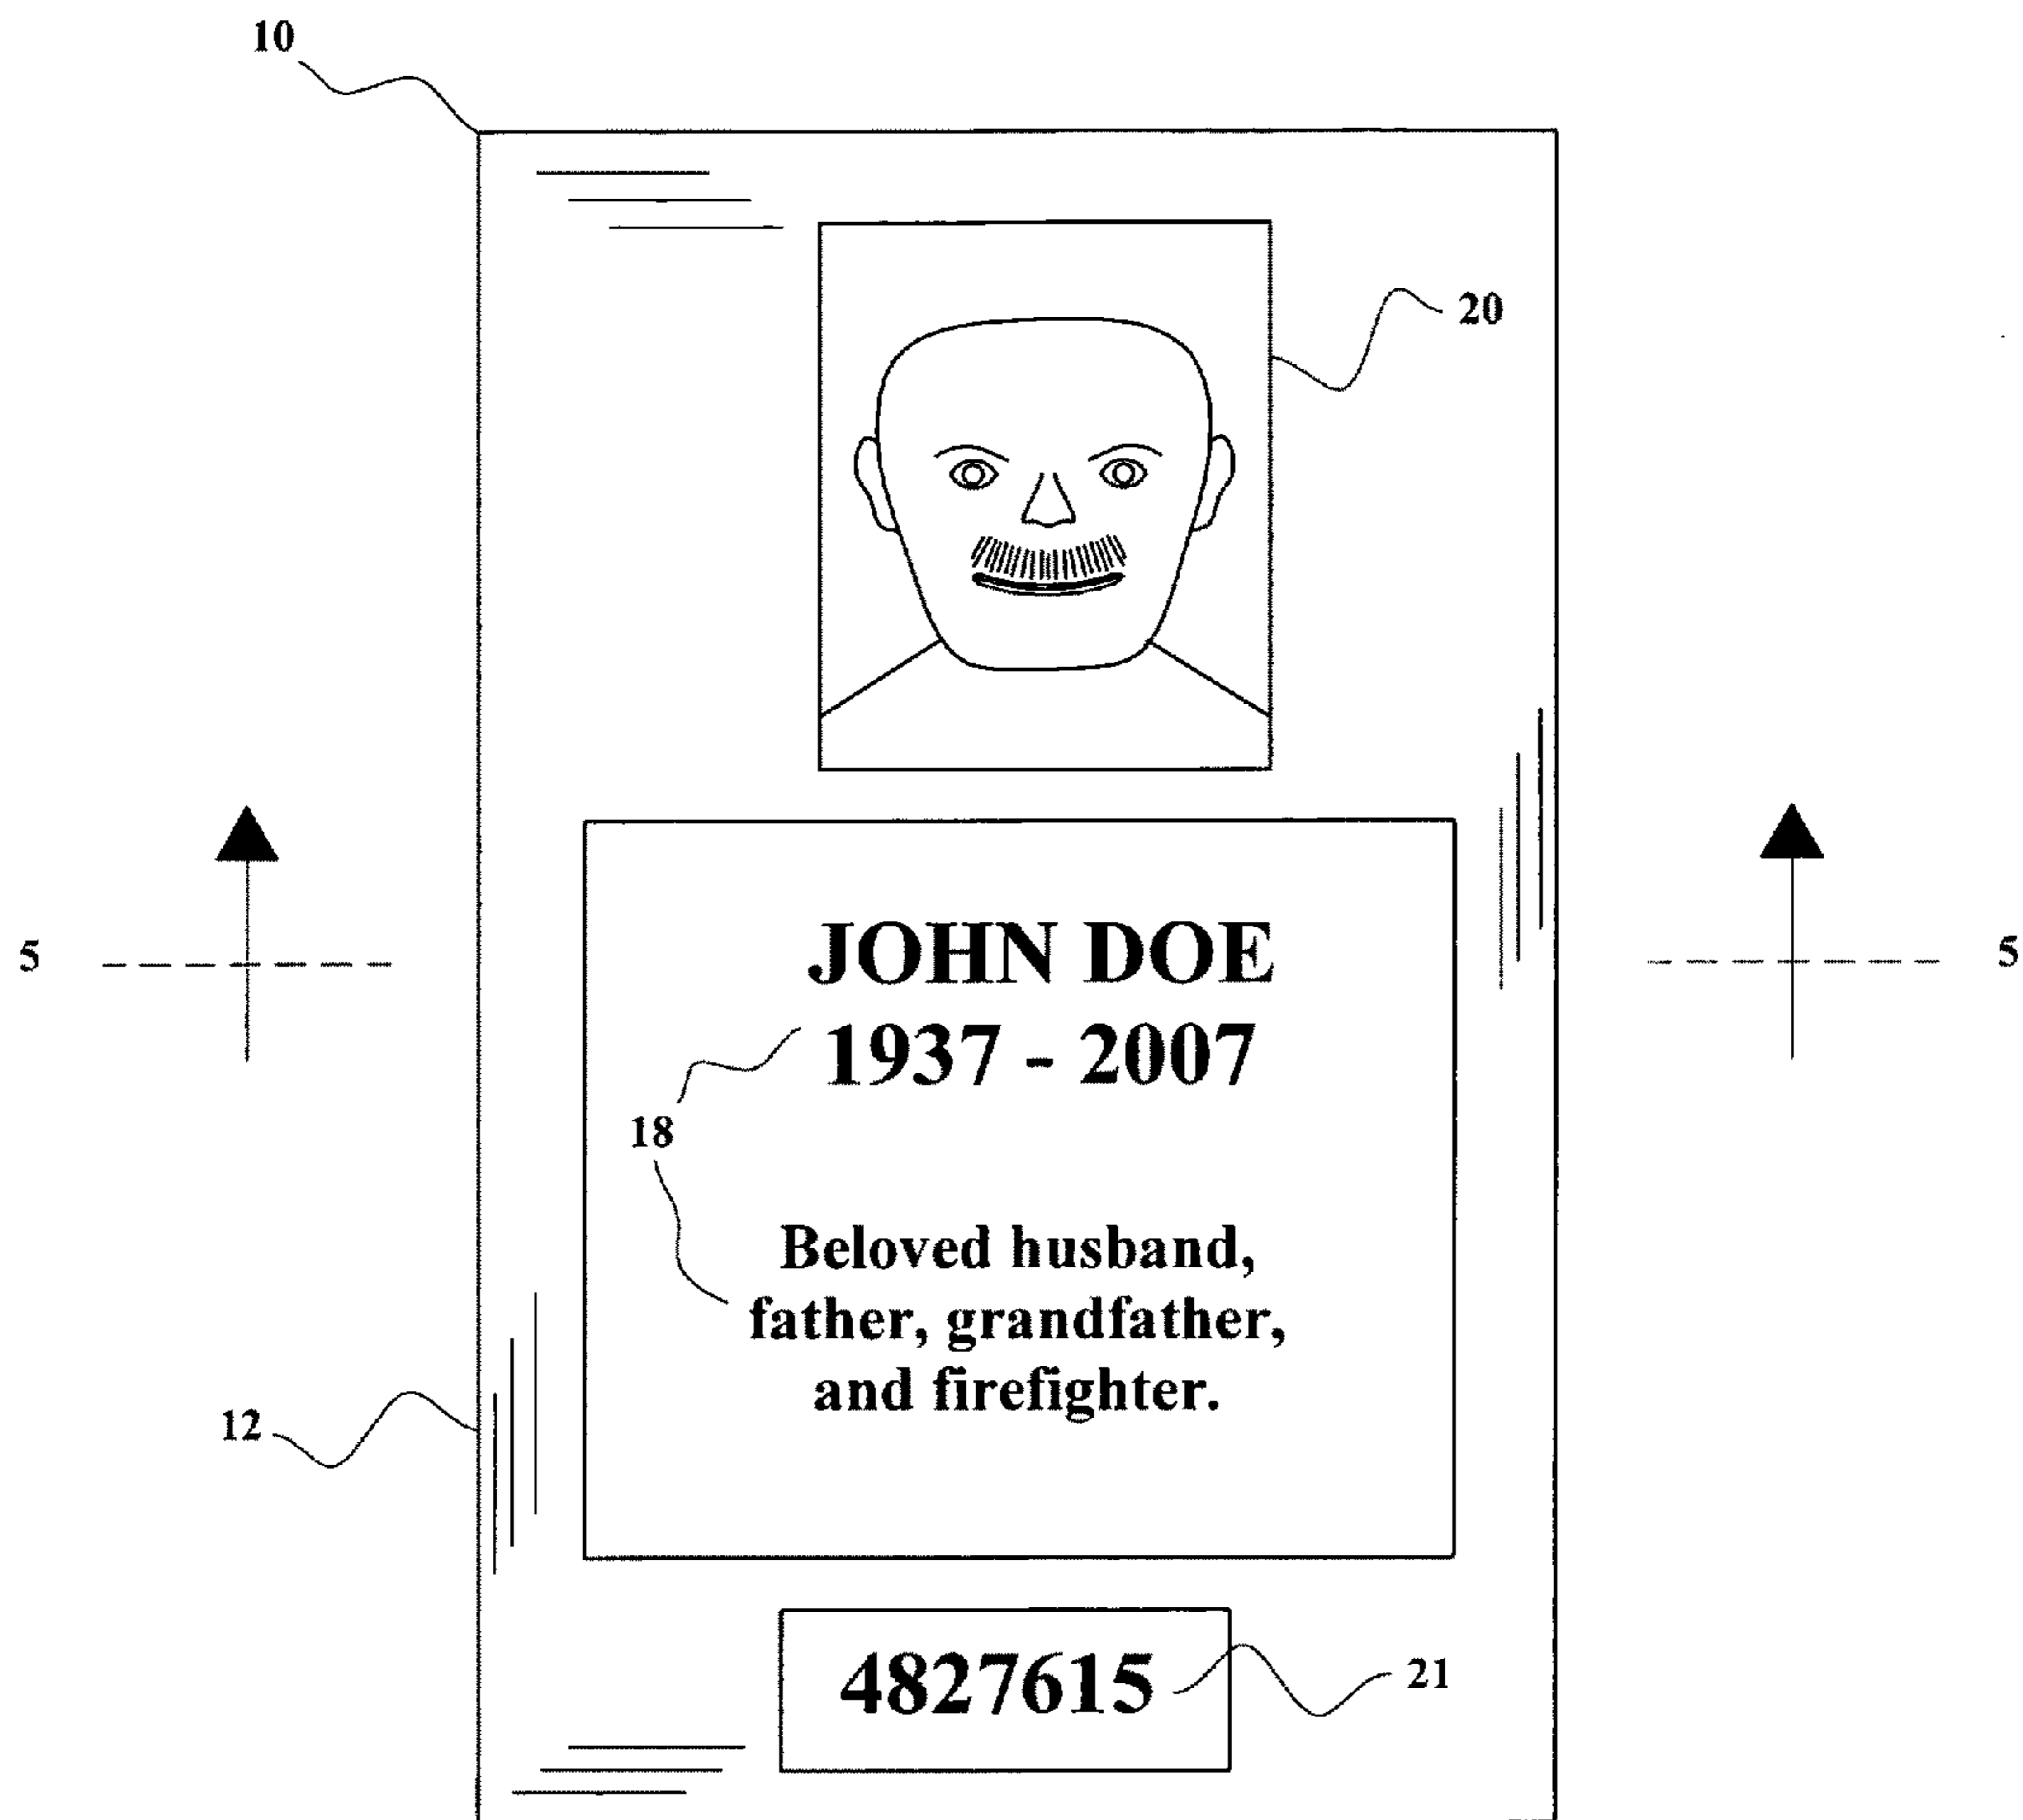 10
20
5
5
JOHN DOE
1937 - 2007
18
Beloved husband,
father, grandfather,
and firefighter.
12
4827615
21